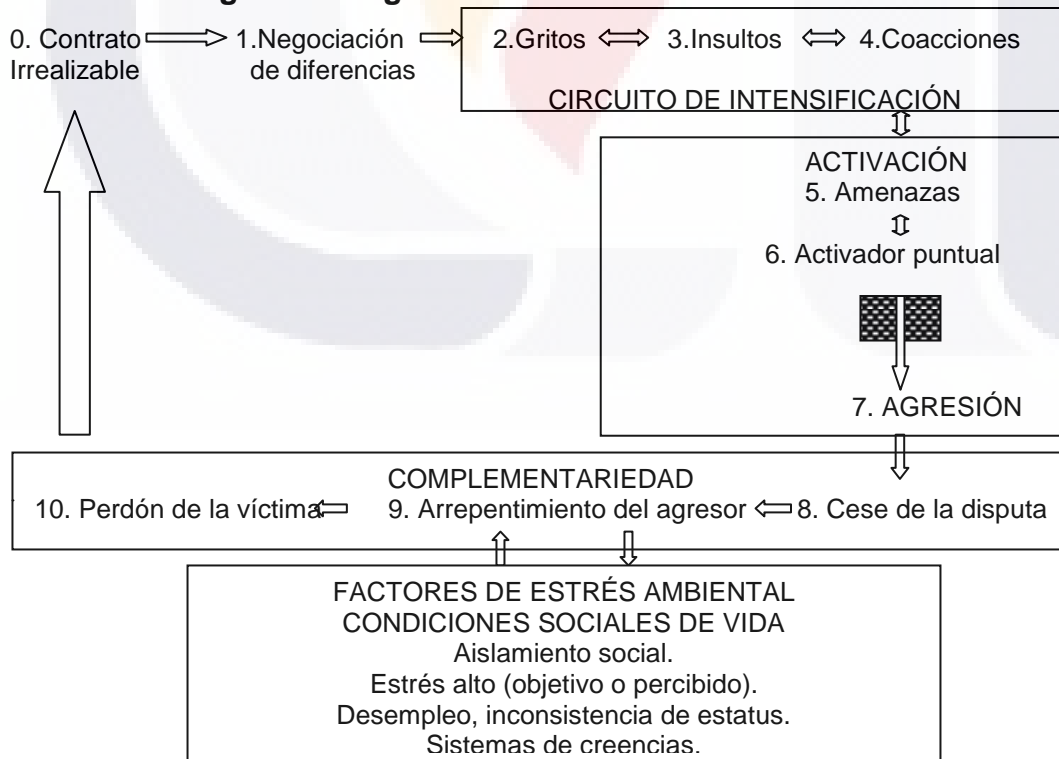 0. Contrato 1.Negociación 2.Gritos 3.Insultos 4.Coacciones
Irrealizable de diferencias
CIRCUITO DE INTENSIFICACIÓN
ACTIVACIÓN
5. Amenazas
6. Activador puntual
7. AGRESIÓN
COMPLEMENTARIEDAD
10. Perdón de la víctima 9. Arrepentimiento del agresor 8. Cese de la disputa
FACTORES DE ESTRÉS AMBIENTAL
CONDICIONES SOCIALES DE VIDA
Aislamiento social.
Estrés alto (objetivo o percibido).
Desempleo, inconsistencia de estatus.
Sistemas de creencias.